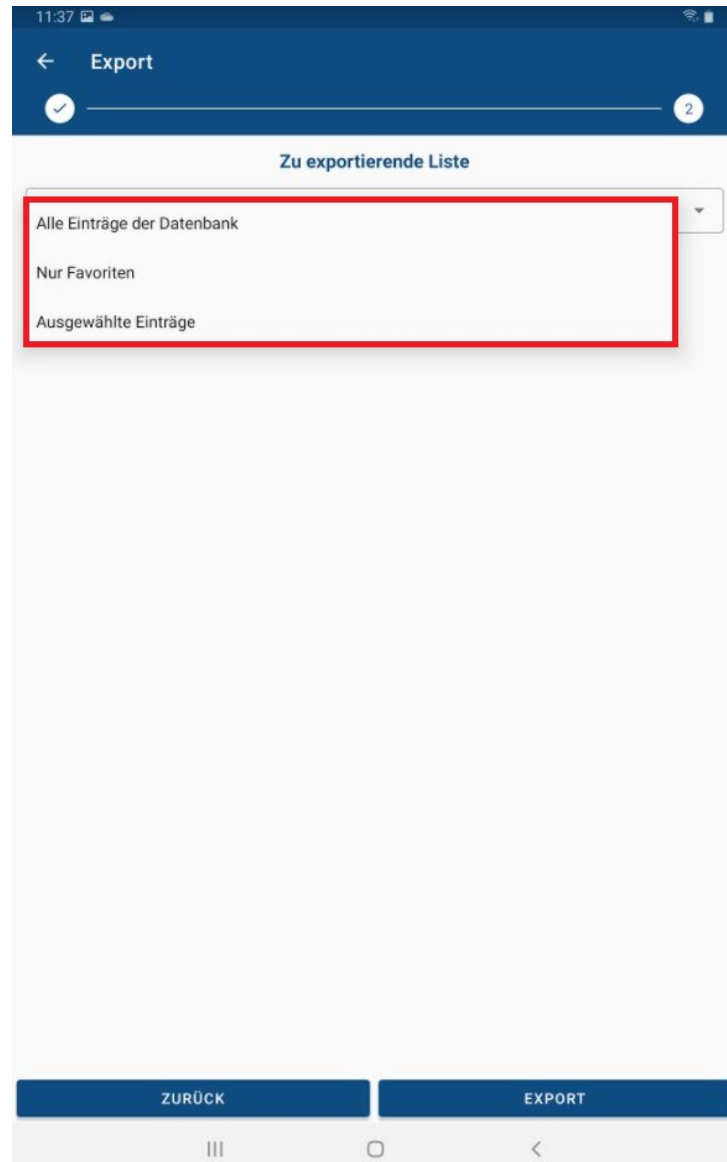 11:37
Export
2
Zu exportierende Liste
Alle Einträge der Datenbank
Nur Favoriten
Ausgewählte Einträge
ZURÜCK
EXPORT